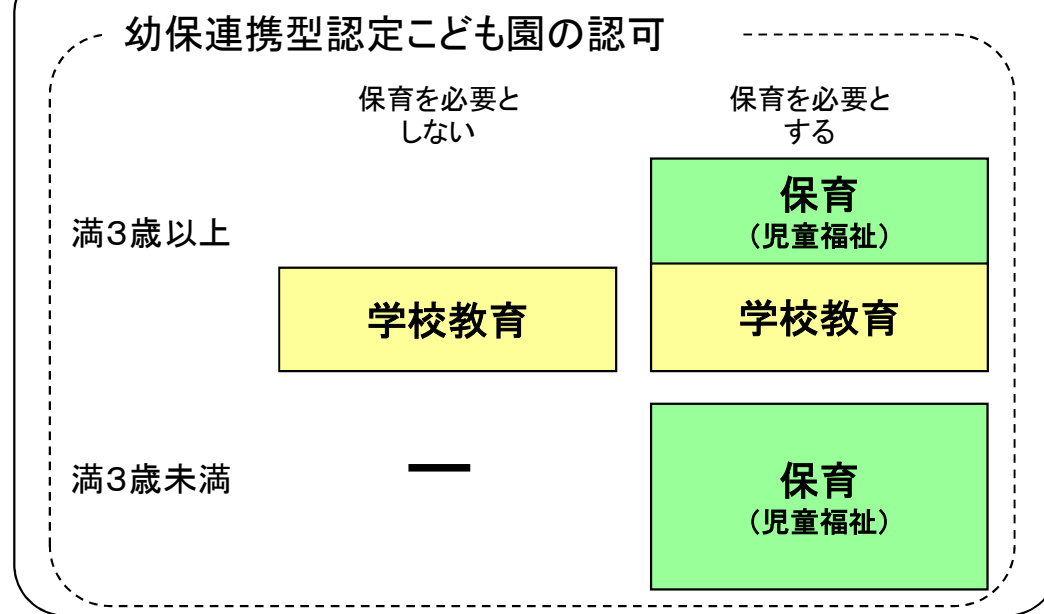 幼保連携型認定こども園の認可
保育を必要と
しない
保育を必要と
する
満３歳以上
保育
（児童福祉）
学校教育
学校教育
満３歳未満
ー
保育
（児童福祉）